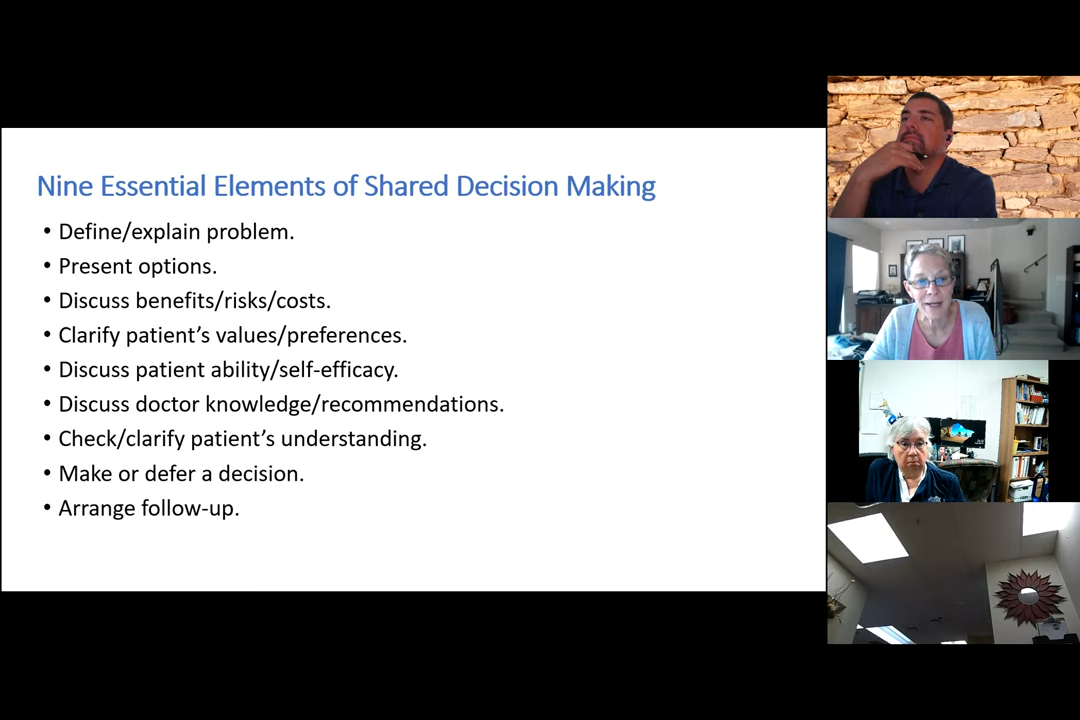 Nine Essential Elements of Shared Decision Making
• Define/explain problem.
• Present options.
• Discuss benefits/risks/costs.
• Clarify patient's values/preferences.
• Discuss patient ability/self-efficacy.
• Discuss doctor knowledge/recommendations.
• Check/clarify patient's understanding.
• Make or defer a decision.
• Arrange follow-up.